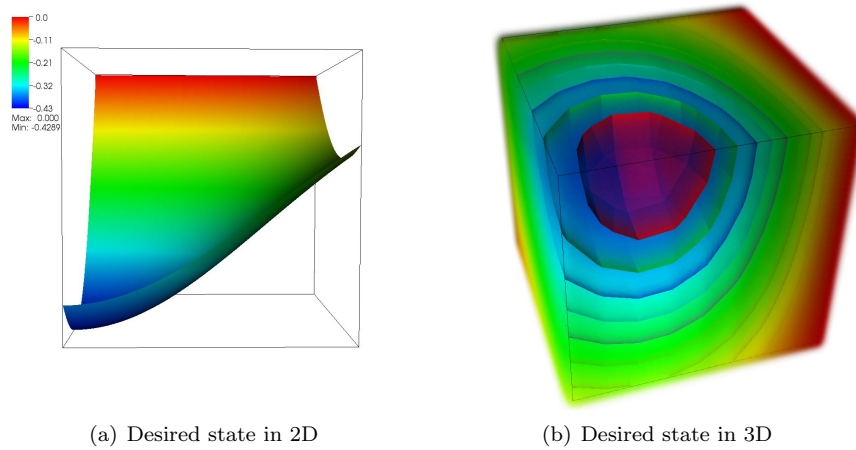 0.0
-0.11
-0.21
-0.32
-0.43
Max: 0.000
Min: -0.4289
(a) Desired state in 2D
(b) Desired state in 3D